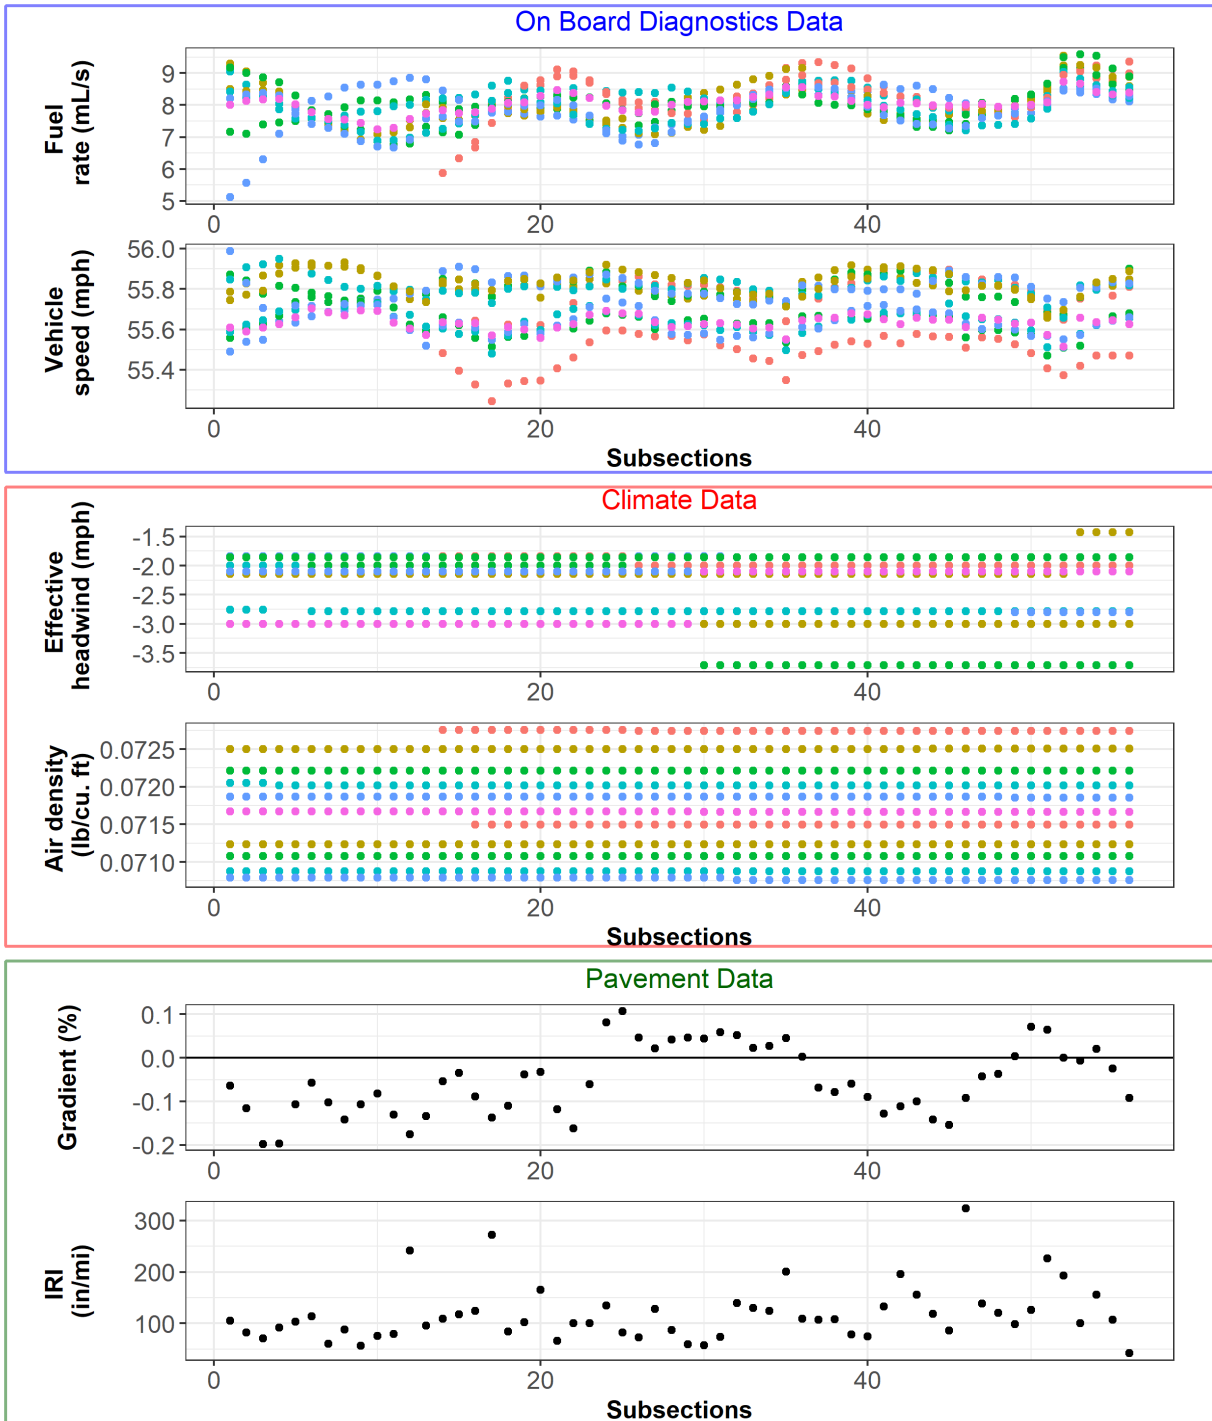 On Board Diagnostics Data
Fuel
rate (mL/s)
9
8
7
6
5
0 20 40
Vehicle
speed (mph)
56.0
55.8
55.6
55.4
0 20 40
Subsections
Climate Data
Effective
headwind (mph)
-1.5
-2.0
-2.5
-3.0
-3.5
0 20 40
Air density
(lb/cu. ft)
0.0725
0.0720
0.0715
0.0710
0 20 40
Subsections
Pavement Data
Gradient (%)
0.1
0.0
-0.1
-0.2
0 20 40
IRI
(in/mi)
300
200
100
0 20 40
Subsections